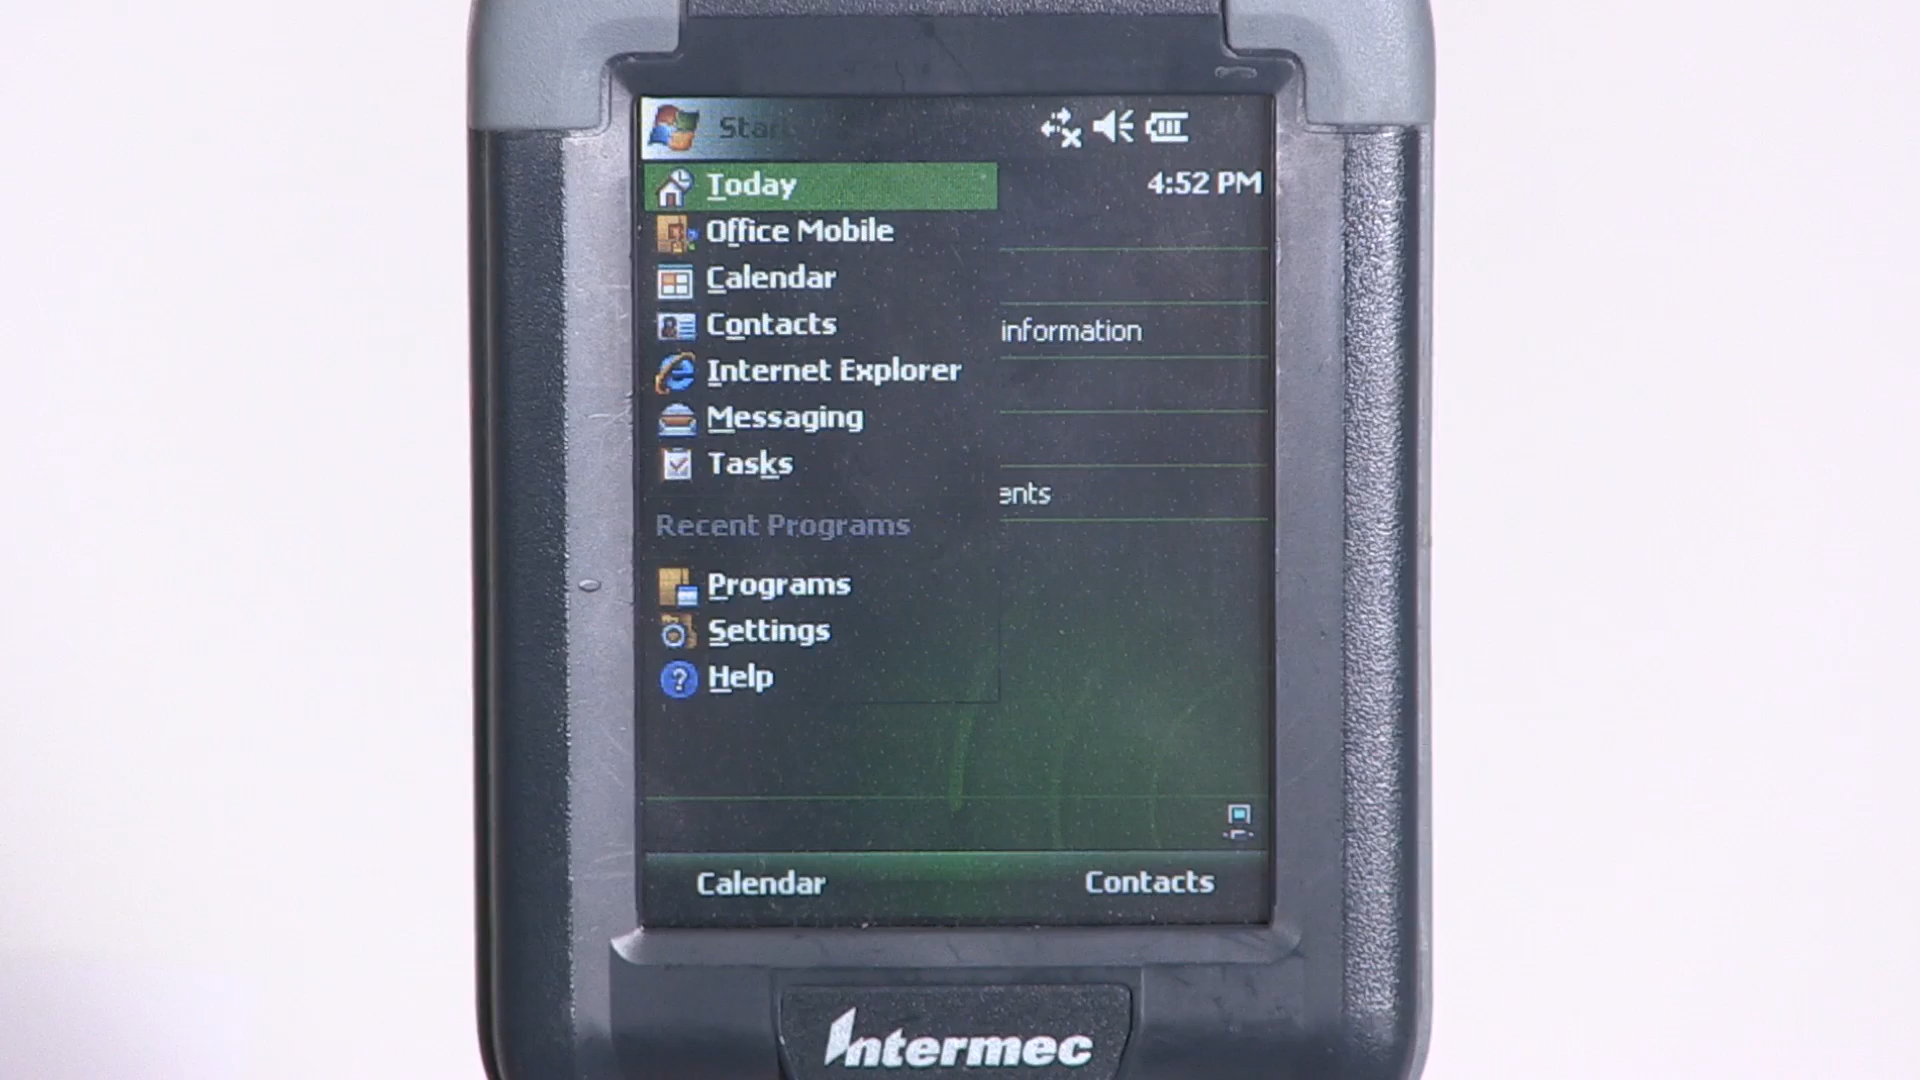 Start
4:52 PM
Today
Office Mobile
Calendar
Contacts
information
Internet Explorer
Messaging
Tasks
ents
Recent Programs
Programs
Settings
Help
Calendar
Contacts
Intermec